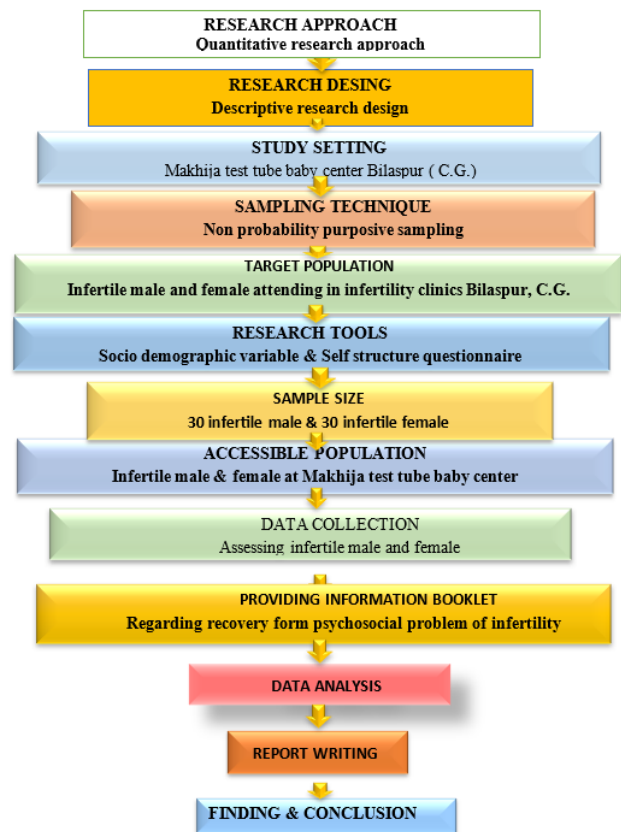 RESEARCH APPROACH
Quantitative research approach
RESEARCH DESING
Descriptive research design
STUDY SETTING
Makhija test tube baby center Bilaspur ( C.G.)
SAMPLING TECHNIQUE
Non probability purposive sampling
TARGET POPULATION
Infertile male and female attending in infertility clinics Bilaspur, C.G.
RESEARCH TOOLS
Socio demographic variable & Self structure questionnaire
SAMPLE SIZE
30 infertile male & 30 infertile female
ACCESSIBLE POPULATION
Infertile male & female at Makhija test tube baby center
DATA COLLECTION
Assessing infertile male and female
PROVIDING INFORMATION BOOKLET
Regarding recovery form psychosocial problem of infertility
DATA ANALYSIS
REPORT WRITING
FINDING & CONCLUSION